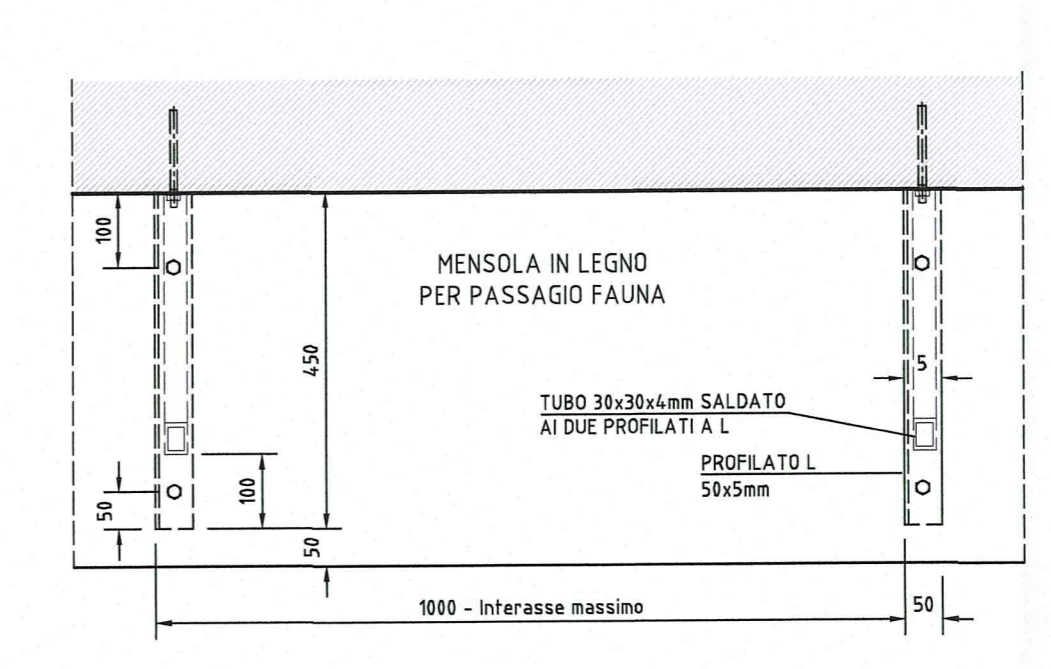 100
MENSOLA IN LEGNO
PER PASSAGIO FAUNA
450
5
TUBO 30x30x4mm SALDATO
AI DUE PROFILATI A L
PROFILATO L
50x5mm
100
50
50
1000 - Interasse massimo
50